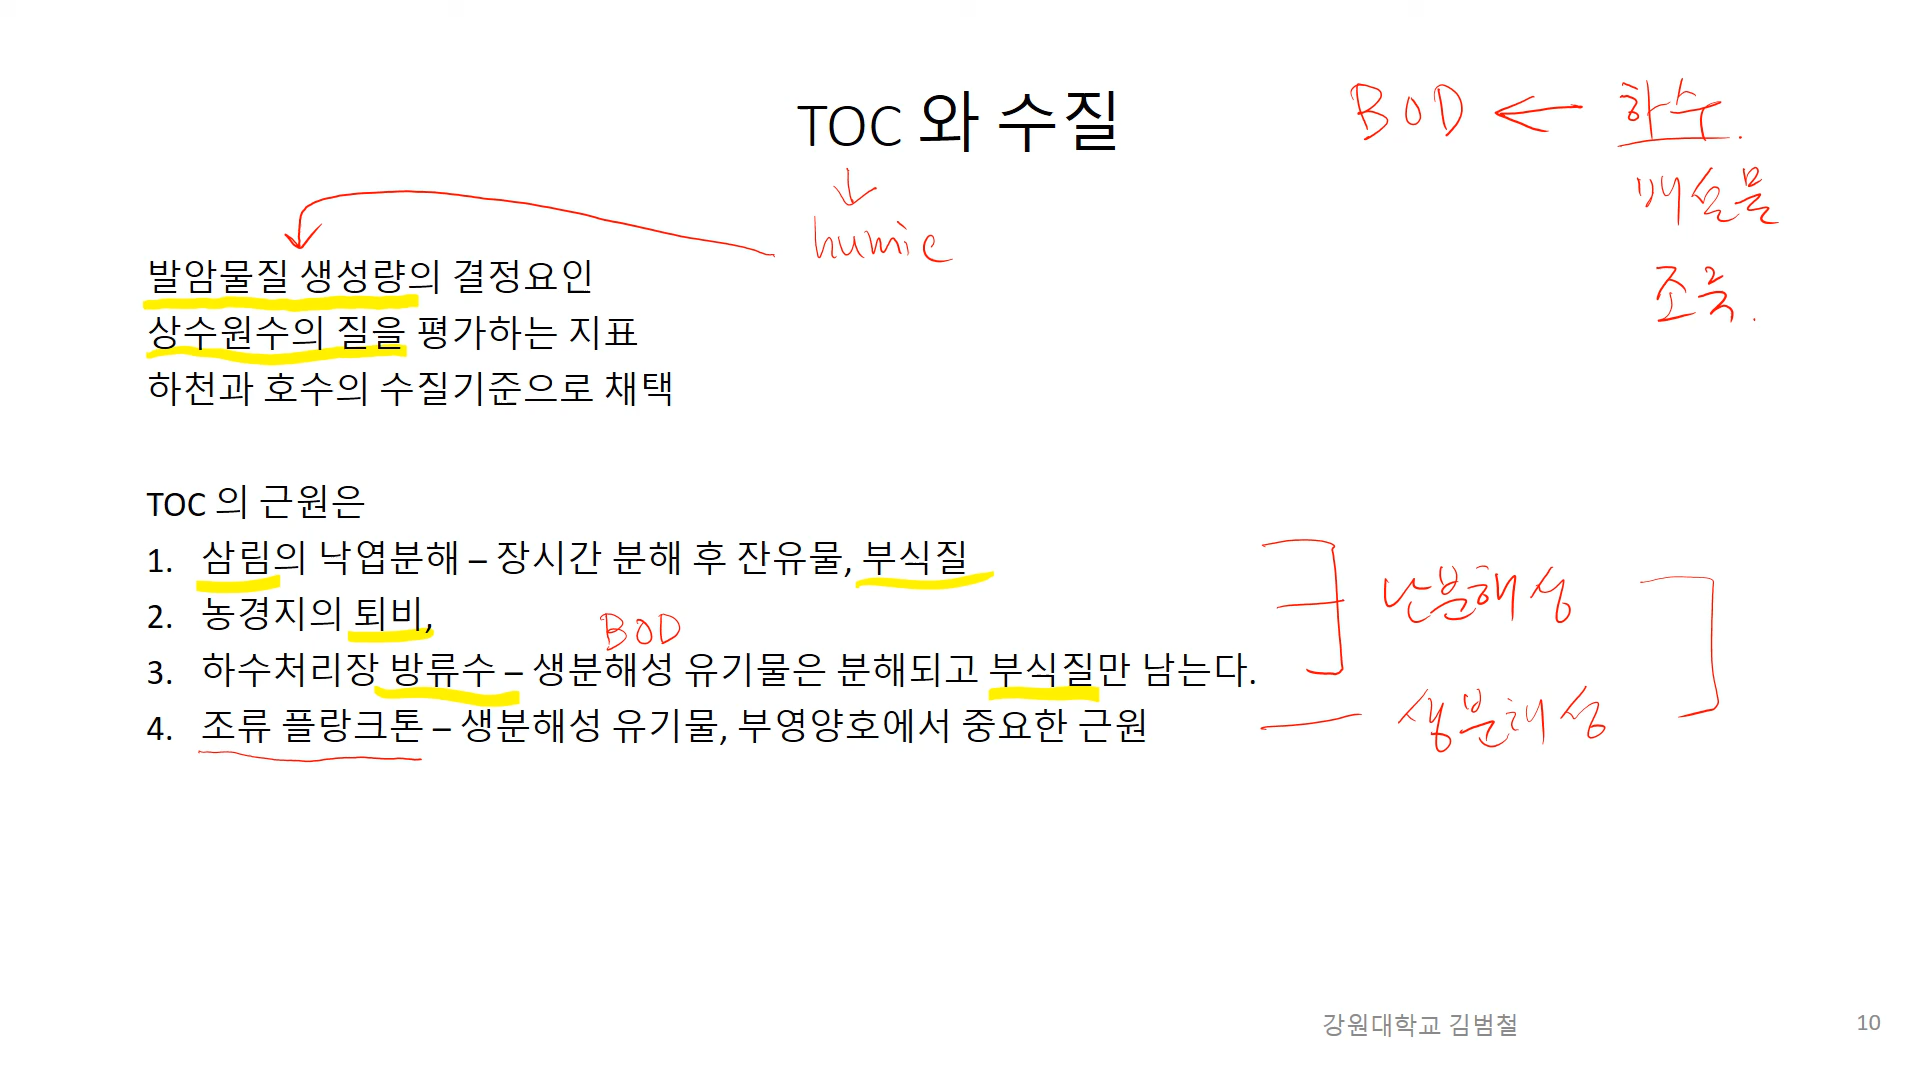 TOC 와 수질
BOD ← 하수.
배설물
조류.
humic
발암물질 생성량의 결정요인
상수원수의 질을 평가하는 지표
하천과 호수의 수질기준으로 채택
TOC 의 근원은
1. 삼림의 낙엽분해 – 장시간 분해 후 잔유물, 부식질
난분해성
2. 농경지의 퇴비,
BOD
3. 하수처리장 방류수 – 생분해성 유기물은 분해되고 부식질만 남는다.
4. 조류 플랑크톤 – 생분해성 유기물, 부영양호에서 중요한 근원
생분해성
강원대학교 김범철
10